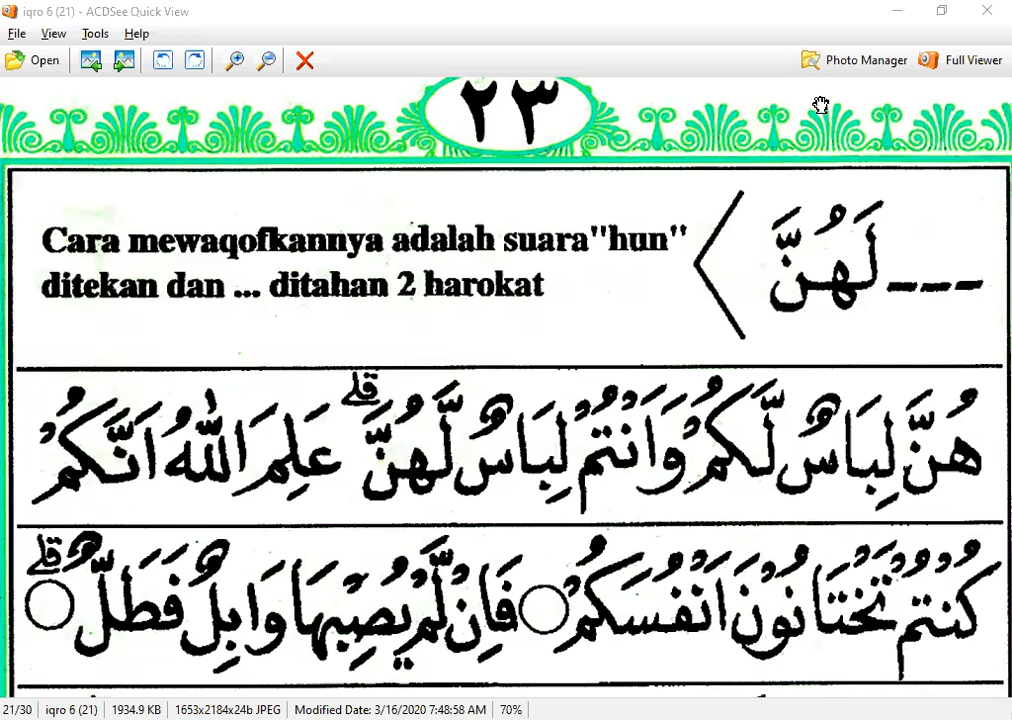 iqro 6 (21) - ACDSee Quick View
File View Tools Help
Open Photo Manager Full Viewer
٢٣
Cara mewaqofkannya adalah suara"hun" ditekan dan ... ditahan 2 harokat
--- لَهُنَّ
هُنَّ لِبَاسٌ لَّكُمْ وَاَنْتُمْ لِبَاسٌ لَّهُنَّ ۗ عَلِمَ اللّٰهُ اَنَّكُمْ
كُنْتُمْ تَخْتَانُوْنَ اَنْفُسَكُمْ ○ فَاِنْ لَّمْ يُصِبْهَا وَابِلٌ فَطَلٌّ ۗ ○
21/30 iqro 6 (21) 1934.9 KB 1653x2184x24b JPEG Modified Date: 3/16/2020 7:48:58 AM 70%